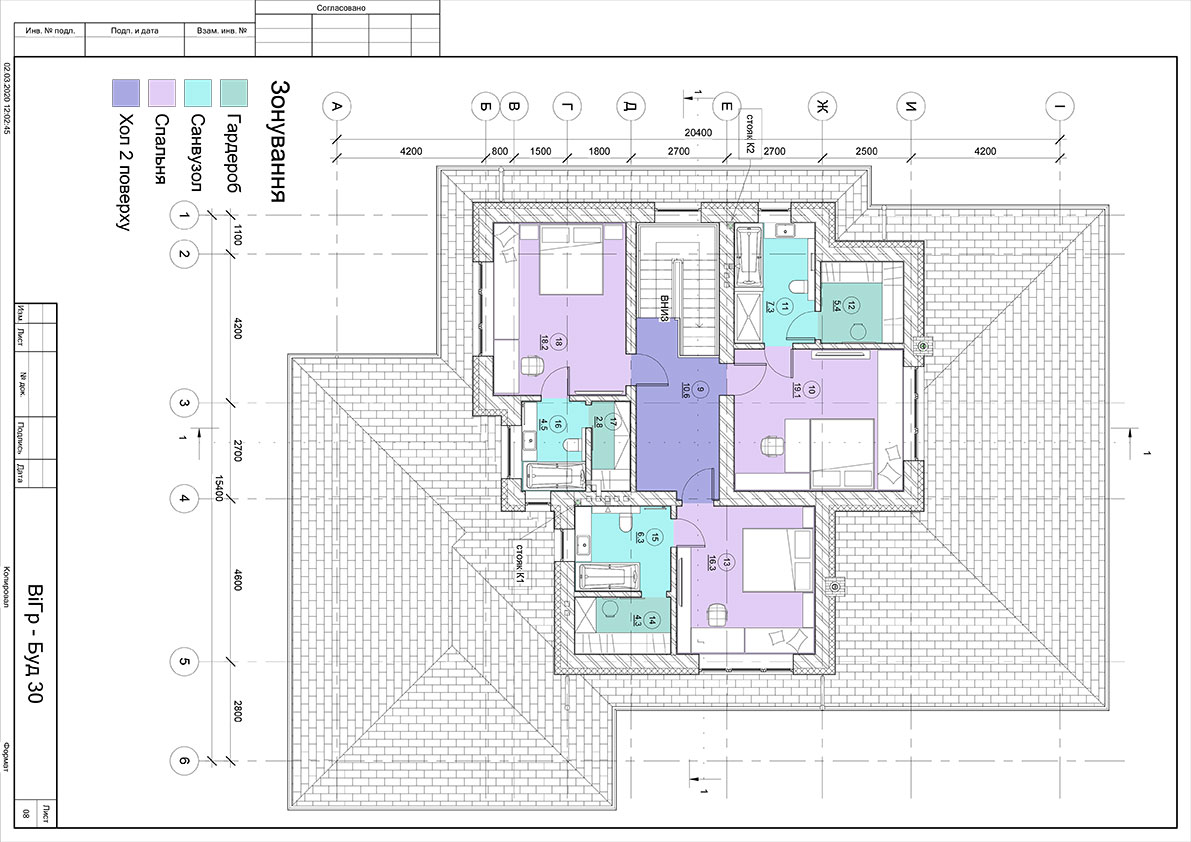 Согласовано
Инв. № подл.
Подп. и дата
Взам. инв. №
02.03.2020 12:02:45
Зонування
Гардероб
Санвузол
Спальня
Хол 2 поверху
А
Б
В
Г
Д
Е
Ж
И
І
1
20400
4200
800
1500
1800
2700
2700
2500
4200
стояк К2
1
2
3
4
5
6
1100
4200
2700
4600
2800
15400
1
1
1
ВНИЗ
18
18.2
9
10.6
11
7.3
12
5.4
10
19.1
16
4.5
17
2.8
15
6.3
13
16.3
14
4.3
стояк К1
Изм
Лист
№ док.
Подпись
Дата
ВіГр - Буд 30
Лист
08
Копировал
Формат